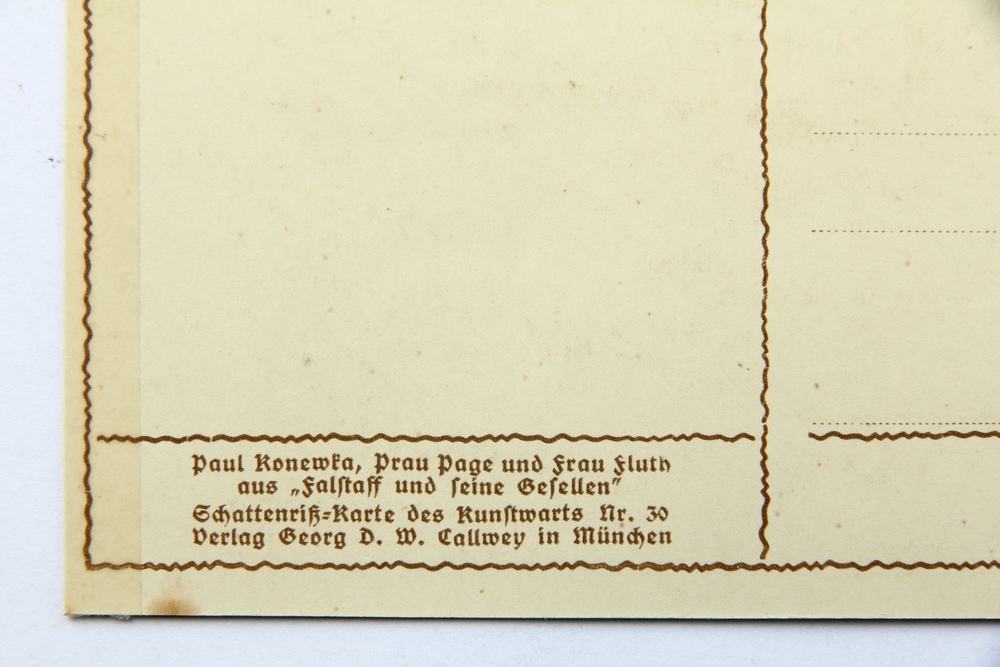 Paul Konewka, Prau Page und Frau Fluth
aus „Falſtaff und ſeine Geſellen“
Schattenriß-Karte des Kunſtwarts Nr. 30
Verlag Georg D. W. Callwey in München